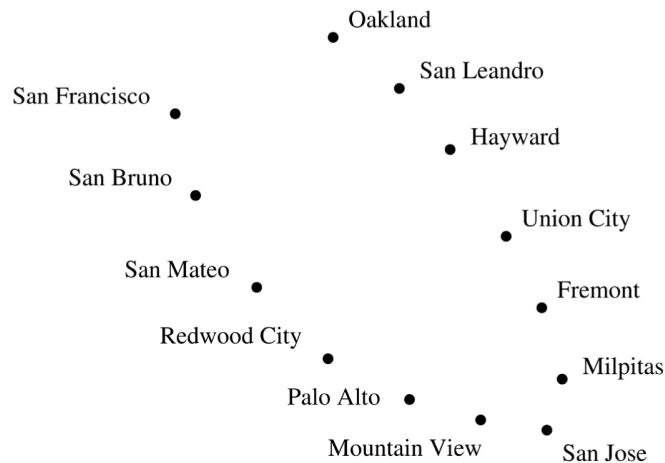 Oakland
San Leandro
San Francisco
Hayward
San Bruno
Union City
San Mateo
Fremont
Redwood City
Milpitas
Palo Alto
Mountain View
San Jose